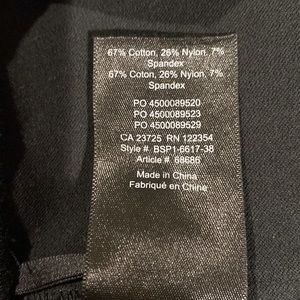 67% Cotton, 26% Nylon, 7%
Spandex
67% Cotton, 26% Nylon, 7%
Spandex
PO 4500089520
PO 4500089523
PO 4500089529
CA 23725 RN 122354
Style #: BSP1-6617-38
Article #: 68686
Made in China
Fabriqué en Chine